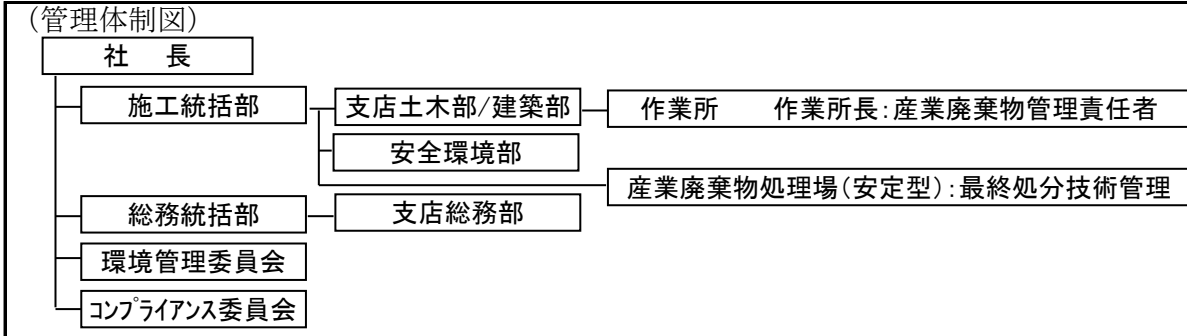 (管理体制図)
社 長
施工統括部 支店土木部/建築部 作業所 作業所長:産業廃棄物管理責任者
安全環境部
産業廃棄物処理場(安定型):最終処分技術管理
総務統括部 支店総務部
環境管理委員会
ｺﾝﾌﾟﾗｲｱﾝｽ委員会